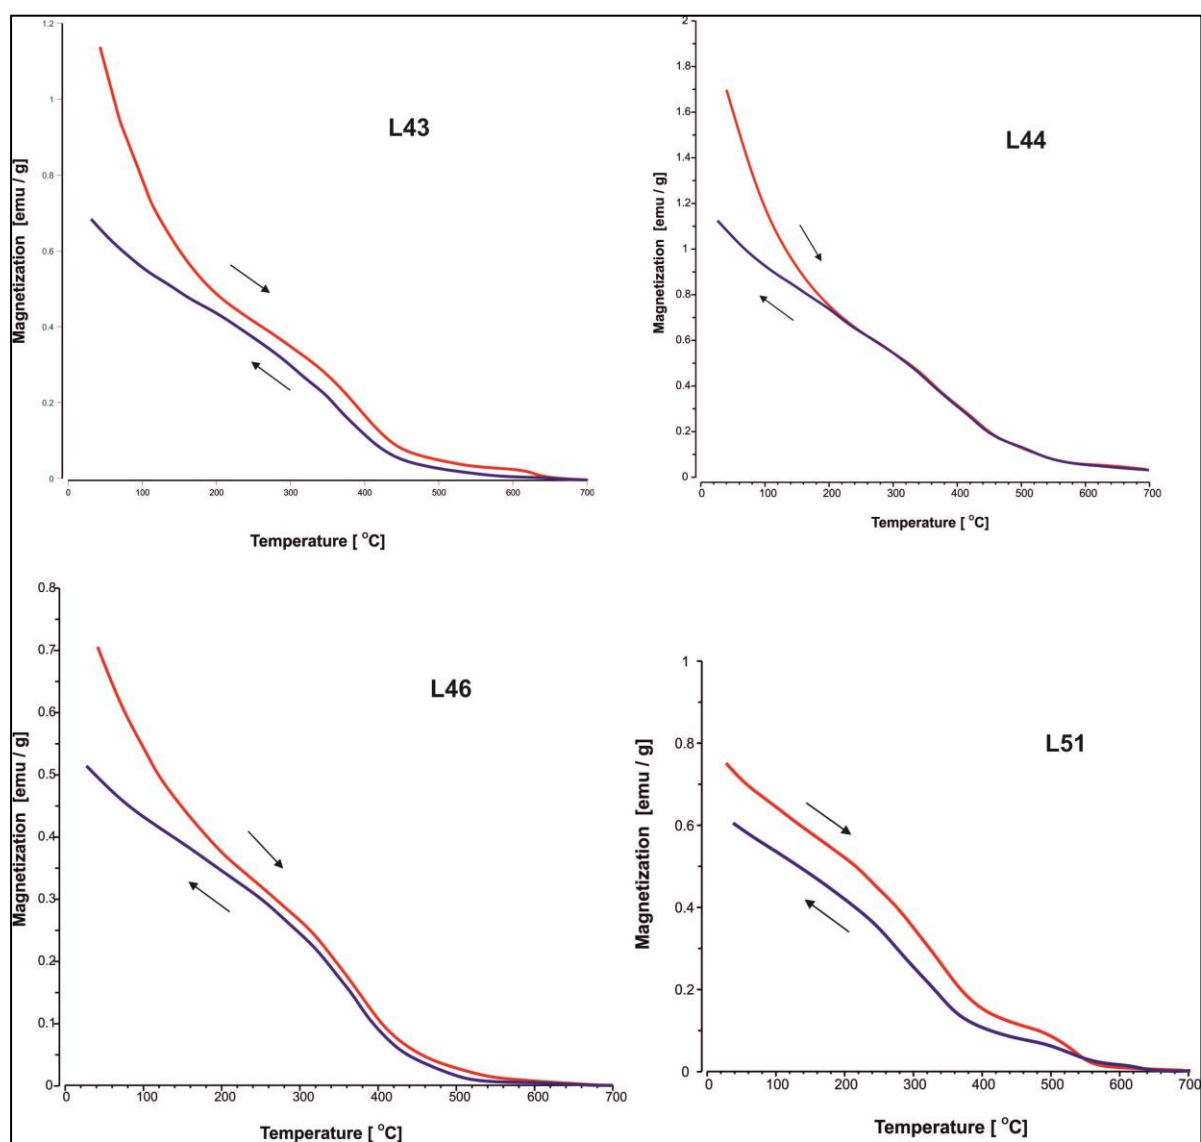 L43
Magnetization [emu / g]
1.2
1
0.8
0.6
0.4
0.2
0
0 100 200 300 400 500 600 700
Temperature [ °C]
L44
Magnetization [emu / g]
2
1.8
1.6
1.4
1.2
1
0.8
0.6
0.4
0.2
0
0 100 200 300 400 500 600 700
Temperature [ °C]
L46
Magnetization [emu / g]
0.8
0.7
0.6
0.5
0.4
0.3
0.2
0.1
0
0 100 200 300 400 500 600 700
Temperature [ °C]
L51
Magnetization [emu / g]
1
0.8
0.6
0.4
0.2
0
0 100 200 300 400 500 600 700
Temperature [ °C]